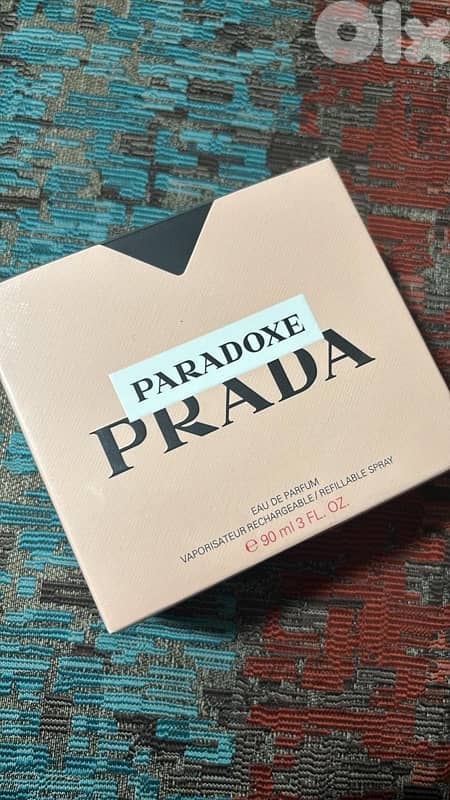 olx
PARADOXE
PRADA
EAU DE PARFUM
VAPORISATEUR RECHARGEABLE / REFILLABLE SPRAY
℮ 90 ml 3 FL. OZ.